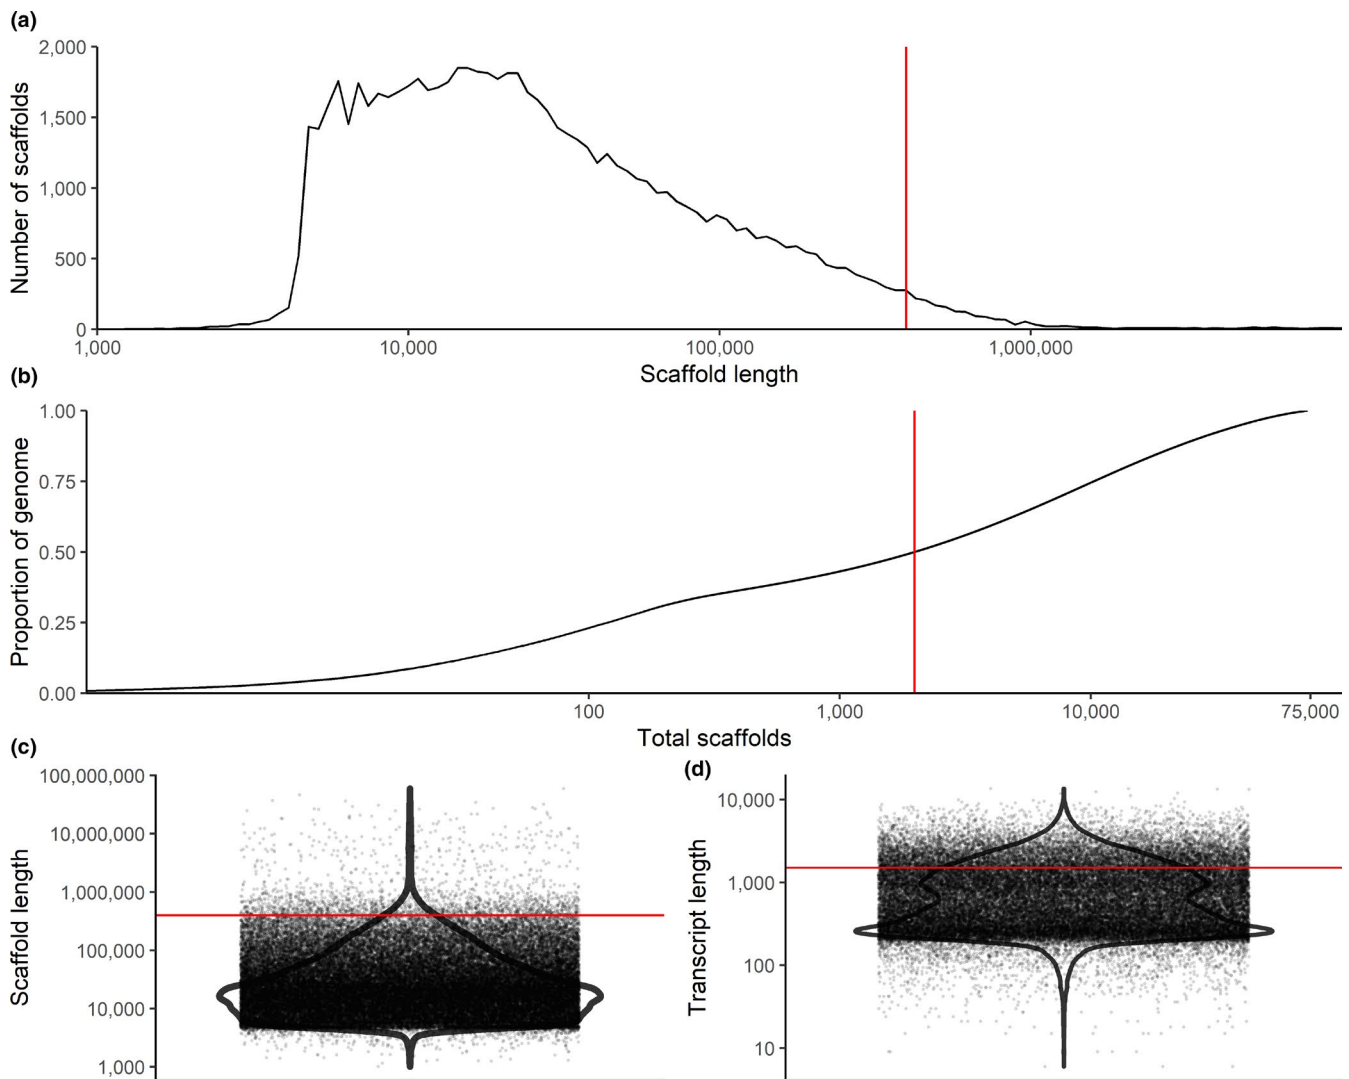 (a)
2,000
1,500
1,000
500
0
Number of scaffolds
1,000 10,000 100,000 1,000,000
Scaffold length
(b)
1.00
0.75
0.50
0.25
0.00
Proportion of genome
100 1,000 10,000 75,000
Total scaffolds
(c)
100,000,000
10,000,000
1,000,000
100,000
10,000
1,000
Scaffold length
(d)
10,000
1,000
100
10
Transcript length